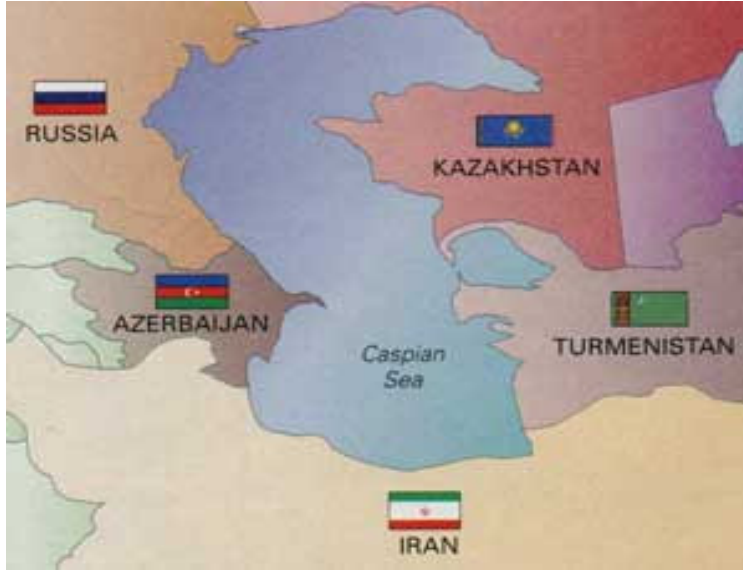 RUSSIA
KAZAKHSTAN
AZERBAIJAN
TURMENISTAN
Caspian
Sea
IRAN